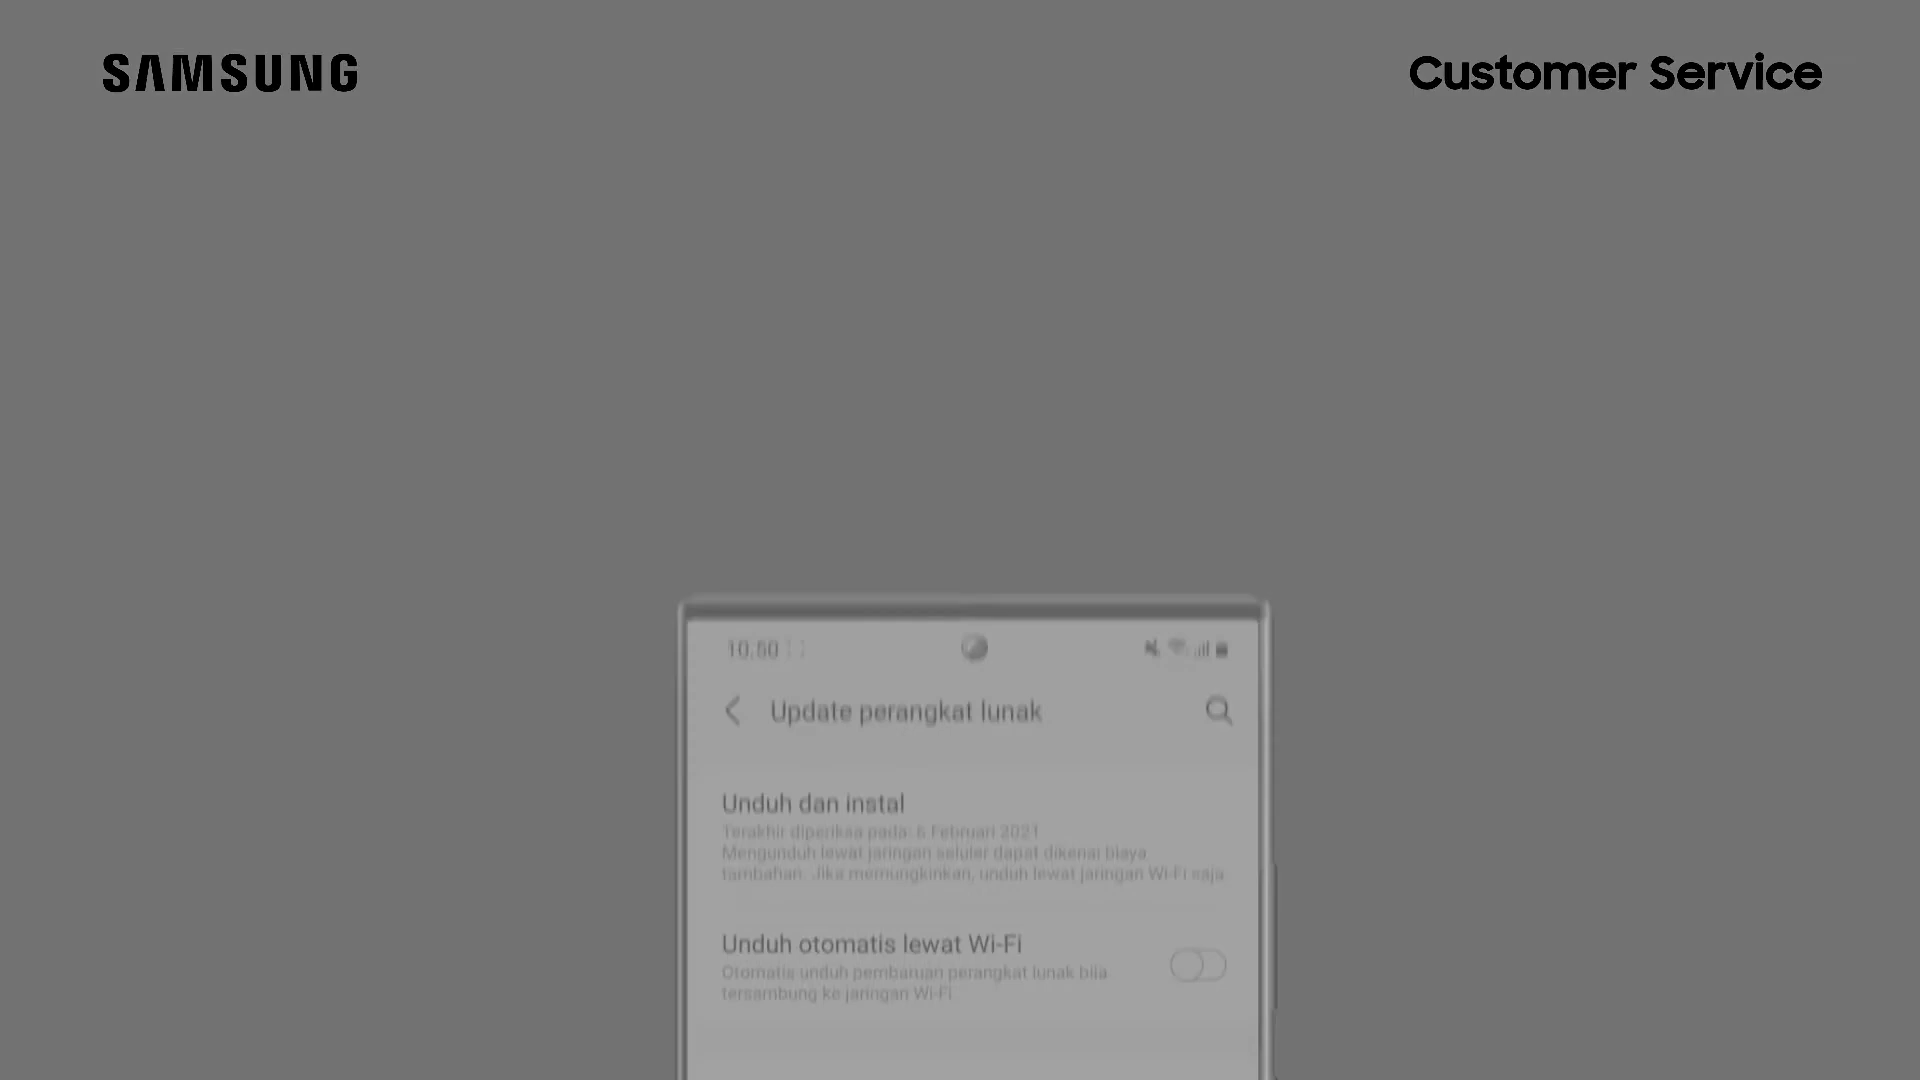 SAMSUNG
Customer Service
10.50
Update perangkat lunak
Unduh dan instal
Terakhir diperiksa pada: 6 Februari 2021
Mengunduh lewat jaringan seluler dapat dikenai biaya
tambahan. Jika memungkinkan, unduh lewat jaringan Wi-Fi saja
Unduh otomatis lewat Wi-Fi
Otomatis unduh pembaruan perangkat lunak bila
tersambung ke jaringan Wi-Fi